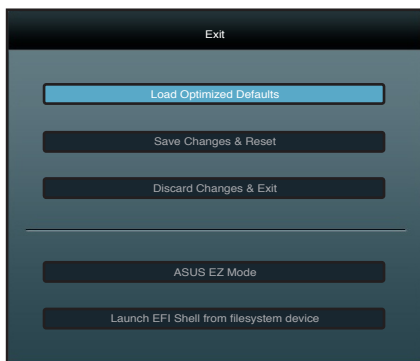 Exit
Load Optimized Defaults
Save Changes & Reset
Discard Changes & Exit
ASUS EZ Mode
Launch EFI Shell from filesystem device